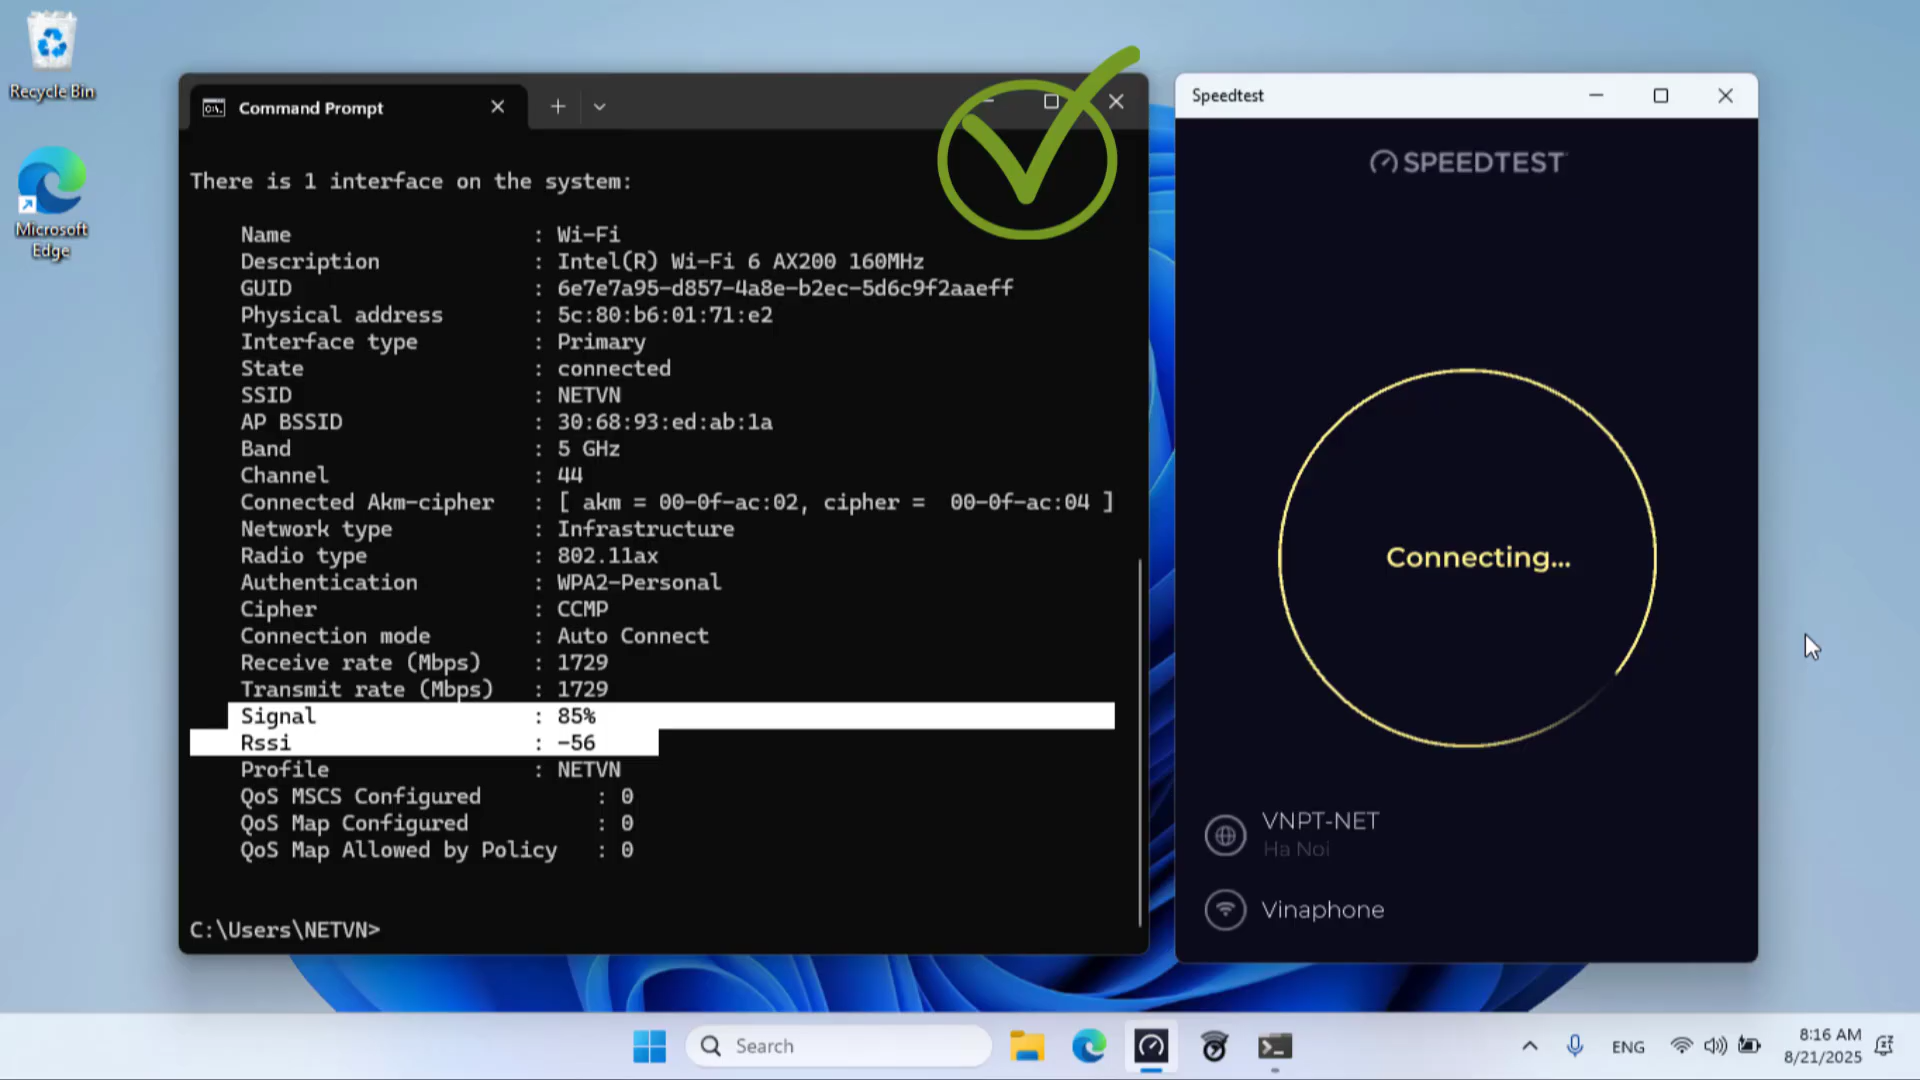 Recycle Bin
Microsoft
Edge
Command Prompt
There is 1 interface on the system:
Name : Wi-Fi
Description : Intel(R) Wi-Fi 6 AX200 160MHz
GUID : 6e7e7a95-d857-4a8e-b2ec-5d6c9f2aaeff
Physical address : 5c:80:b6:01:71:e2
Interface type : Primary
State : connected
SSID : NETVN
AP BSSID : 30:68:93:ed:ab:1a
Band : 5 GHz
Channel : 44
Connected Akm-cipher : [ akm = 00-0f-ac:02, cipher = 00-0f-ac:04 ]
Network type : Infrastructure
Radio type : 802.11ax
Authentication : WPA2-Personal
Cipher : CCMP
Connection mode : Auto Connect
Receive rate (Mbps) : 1729
Transmit rate (Mbps) : 1729
Signal : 85%
Rssi : -56
Profile : NETVN
QoS MSCS Configured : 0
QoS Map Configured : 0
QoS Map Allowed by Policy : 0
C:\Users\NETVN>
Speedtest
SPEEDTEST
Connecting...
VNPT-NET
Ha Noi
Vinaphone
Search
ENG
8:16 AM
8/21/2025